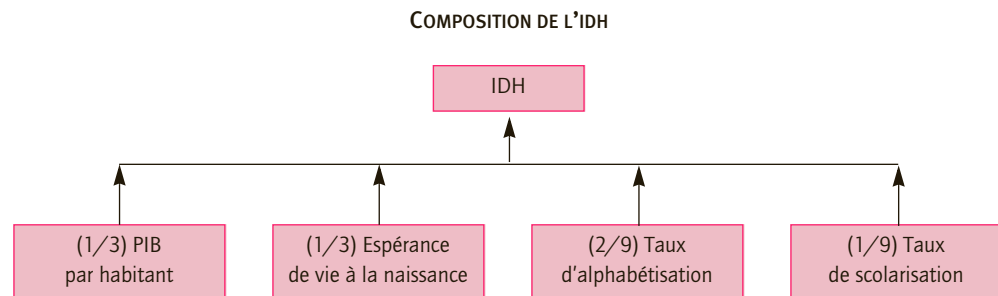 COMPOSITION DE L'IDH
IDH
(1/3) PIB
par habitant
(1/3) Espérance
de vie à la naissance
(2/9) Taux
d'alphabétisation
(1/9) Taux
de scolarisation